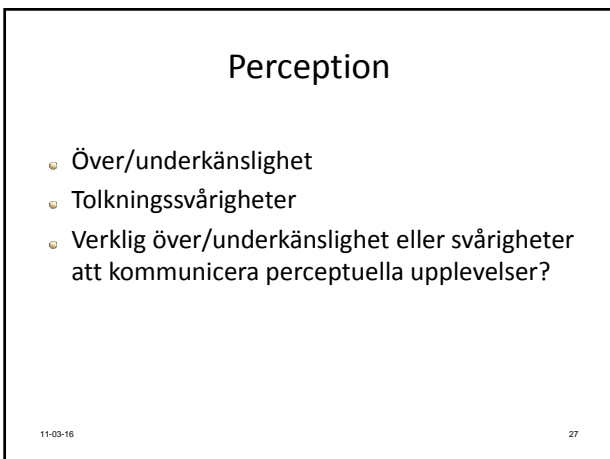 Perception
Över/underkänslighet
Tolkningssvårigheter
Verklig över/underkänslighet eller svårigheter
att kommunicera perceptuella upplevelser?
11-03-16
27